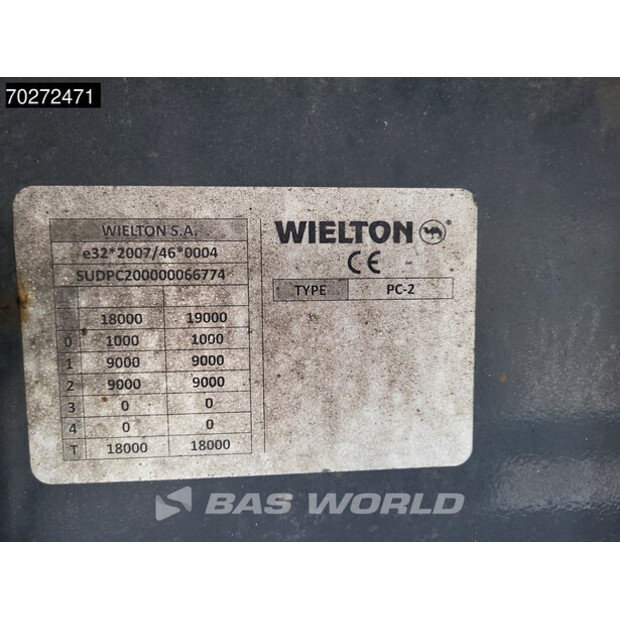 70272471
WIELTON S.A.
e32*2007/46*0004
SUDPC200000066774
18000 19000
0 1000 1000
1 9000 9000
2 9000 9000
3 0 0
4 0 0
T 18000 18000
WIELTON ®
CE
TYPE PC-2
BAS WORLD